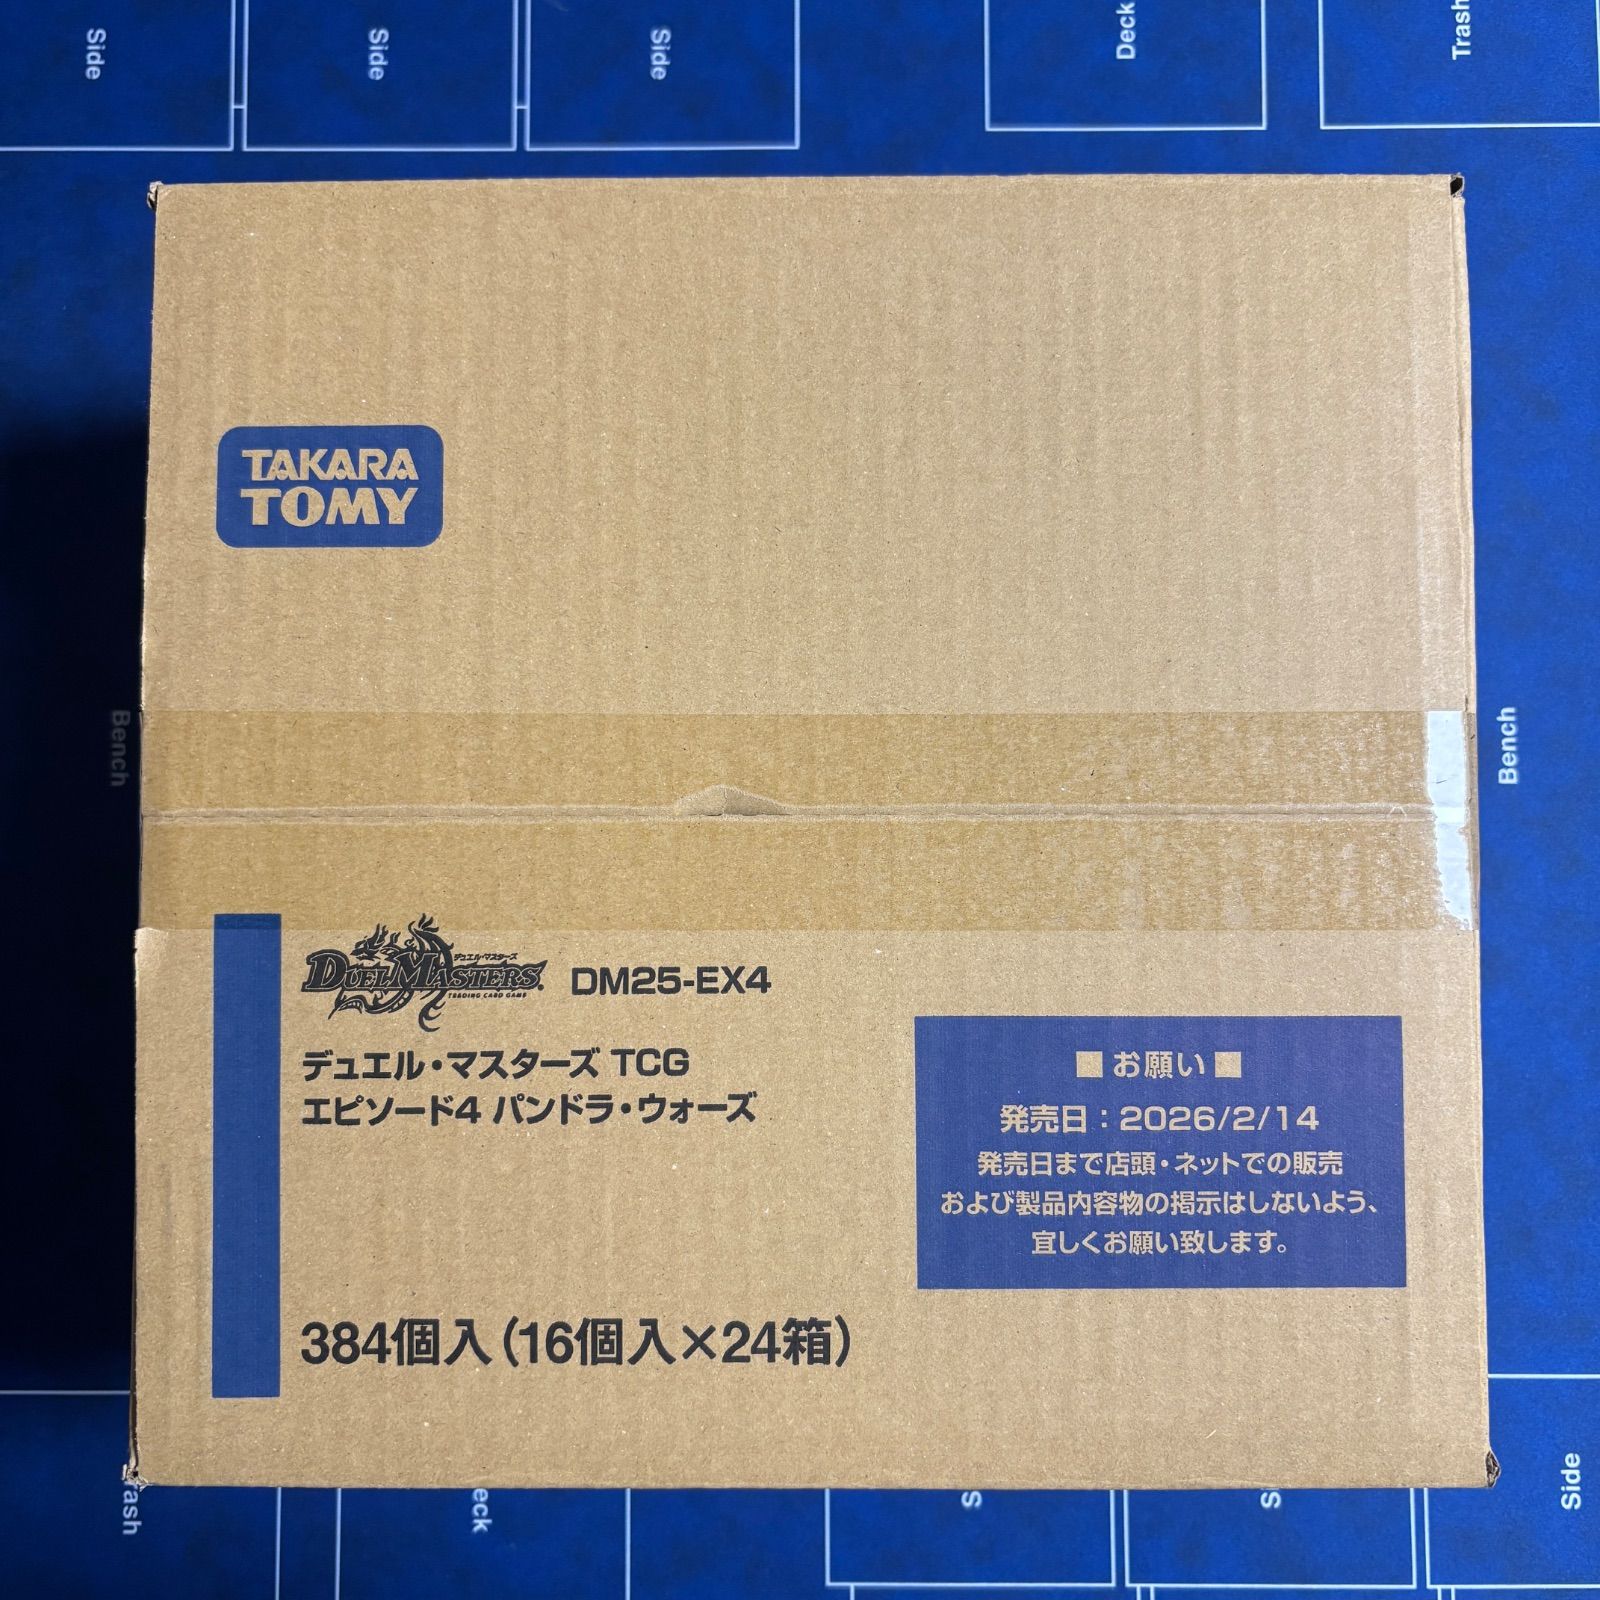 Side
Side
Side
Deck
Trash
TAKARA
TOMY
Bench
Bench
デュエル・マスターズ
DUEL MASTERS
TRADING CARD GAME
DM25-EX4
デュエル・マスターズ TCG
エピソード4 パンドラ・ウォーズ
■ お願い ■
発売日：2026/2/14
発売日まで店頭・ネットでの販売
および製品内容物の掲示はしないよう、
宜しくお願い致します。
384個入（16個入×24箱）
rash
eck
S
S
Side